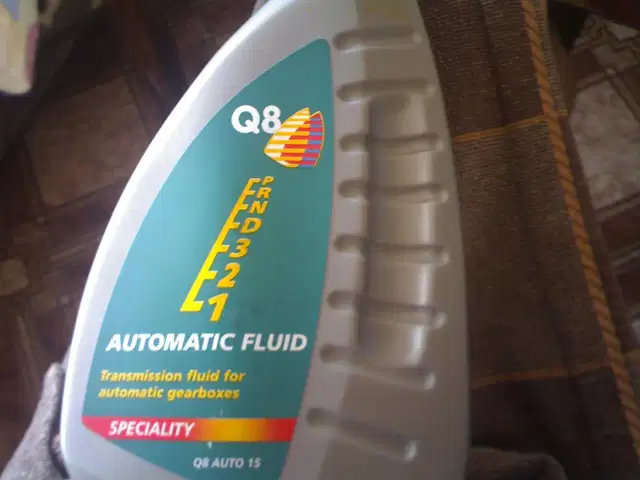 Q8
P
R
N
D
3
2
1
AUTOMATIC FLUID
Transmission fluid for
automatic gearboxes
SPECIALITY
Q8 AUTO 15